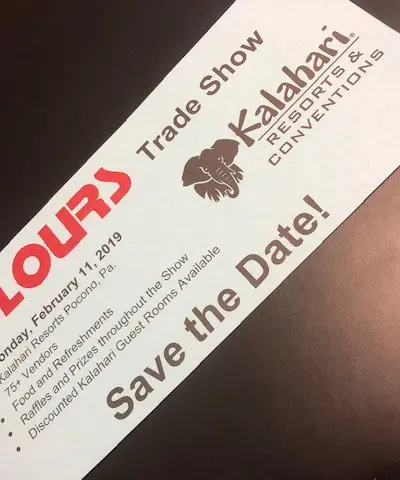 LOURS Trade Show
Kalahari®
RESORTS &
CONVENTIONS
onday, February 11, 2019
Kalahari Resorts Pocono, Pa.
75+ Vendors
• Food and Refreshments
• Raffles and Prizes throughout the Show
• Discounted Kalahari Guest Rooms Available
Save the Date!